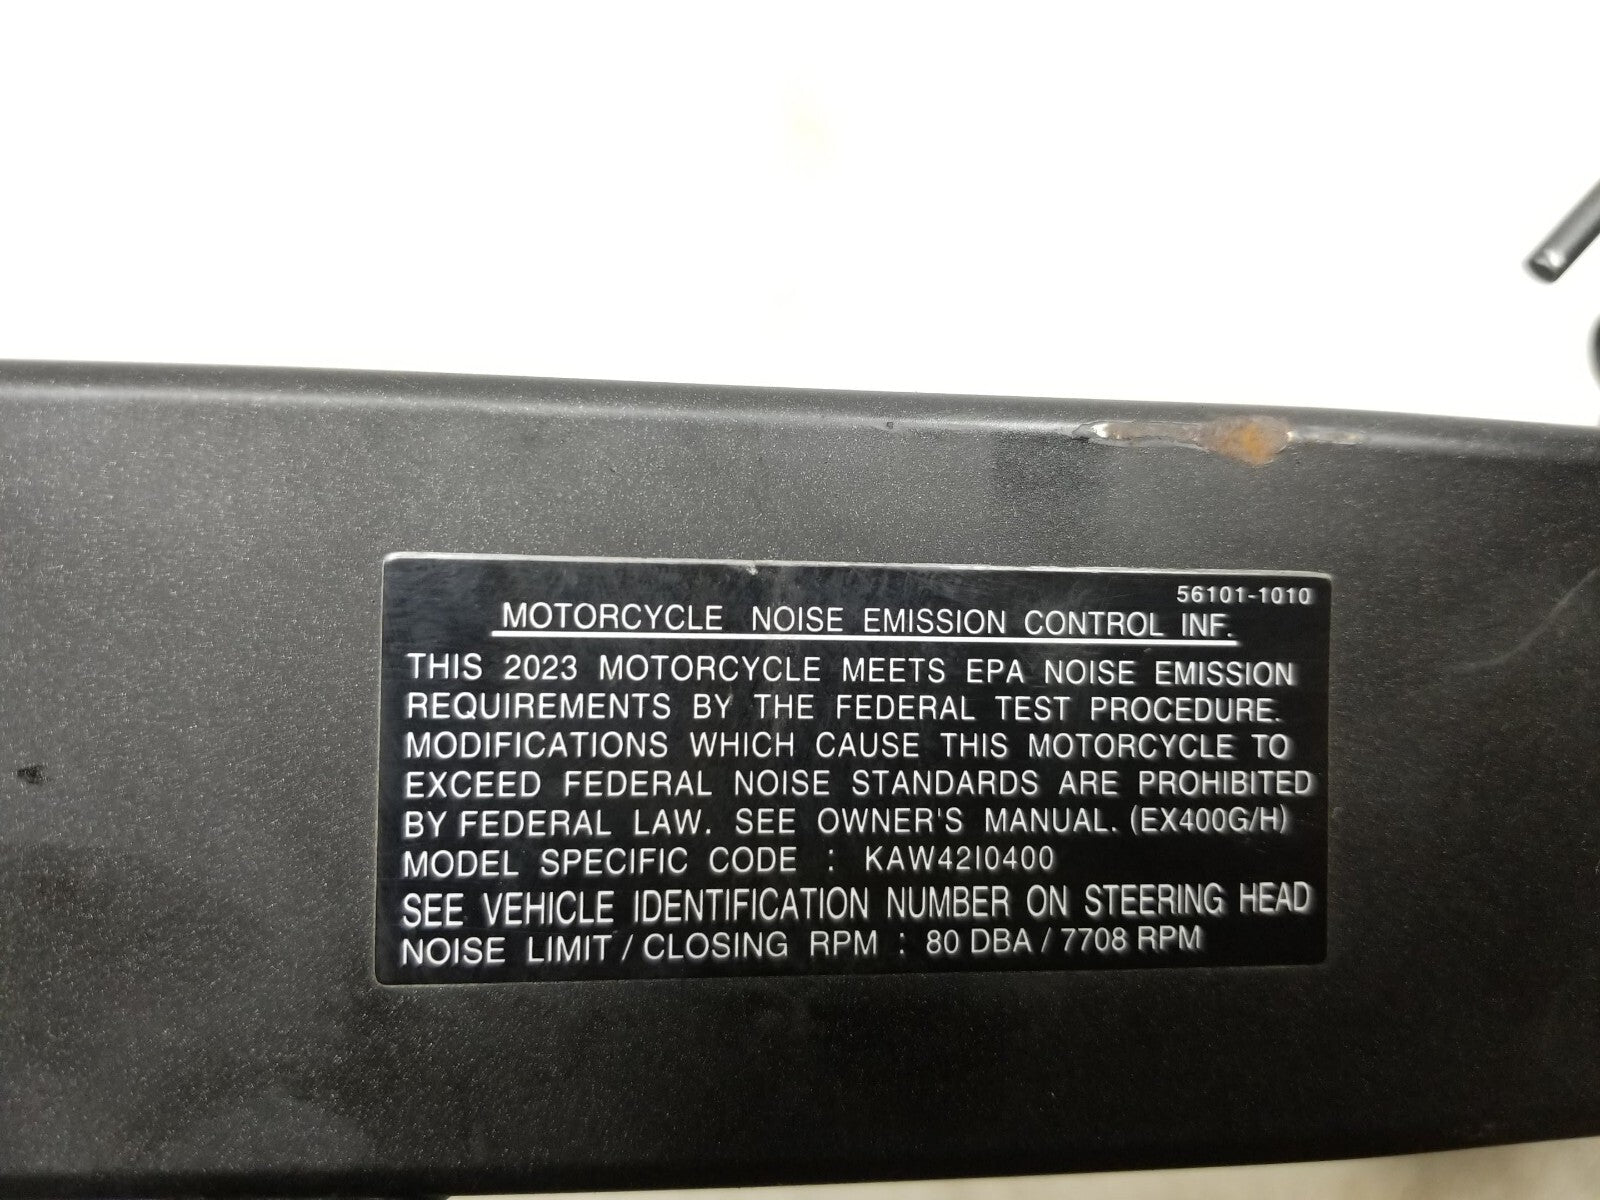 56101-1010
MOTORCYCLE NOISE EMISSION CONTROL INF.
THIS 2023 MOTORCYCLE MEETS EPA NOISE EMISSION
REQUIREMENTS BY THE FEDERAL TEST PROCEDURE.
MODIFICATIONS WHICH CAUSE THIS MOTORCYCLE TO
EXCEED FEDERAL NOISE STANDARDS ARE PROHIBITED
BY FEDERAL LAW. SEE OWNER'S MANUAL. (EX400G/H)
MODEL SPECIFIC CODE : KAW42I0400
SEE VEHICLE IDENTIFICATION NUMBER ON STEERING HEAD
NOISE LIMIT / CLOSING RPM : 80 DBA / 7708 RPM